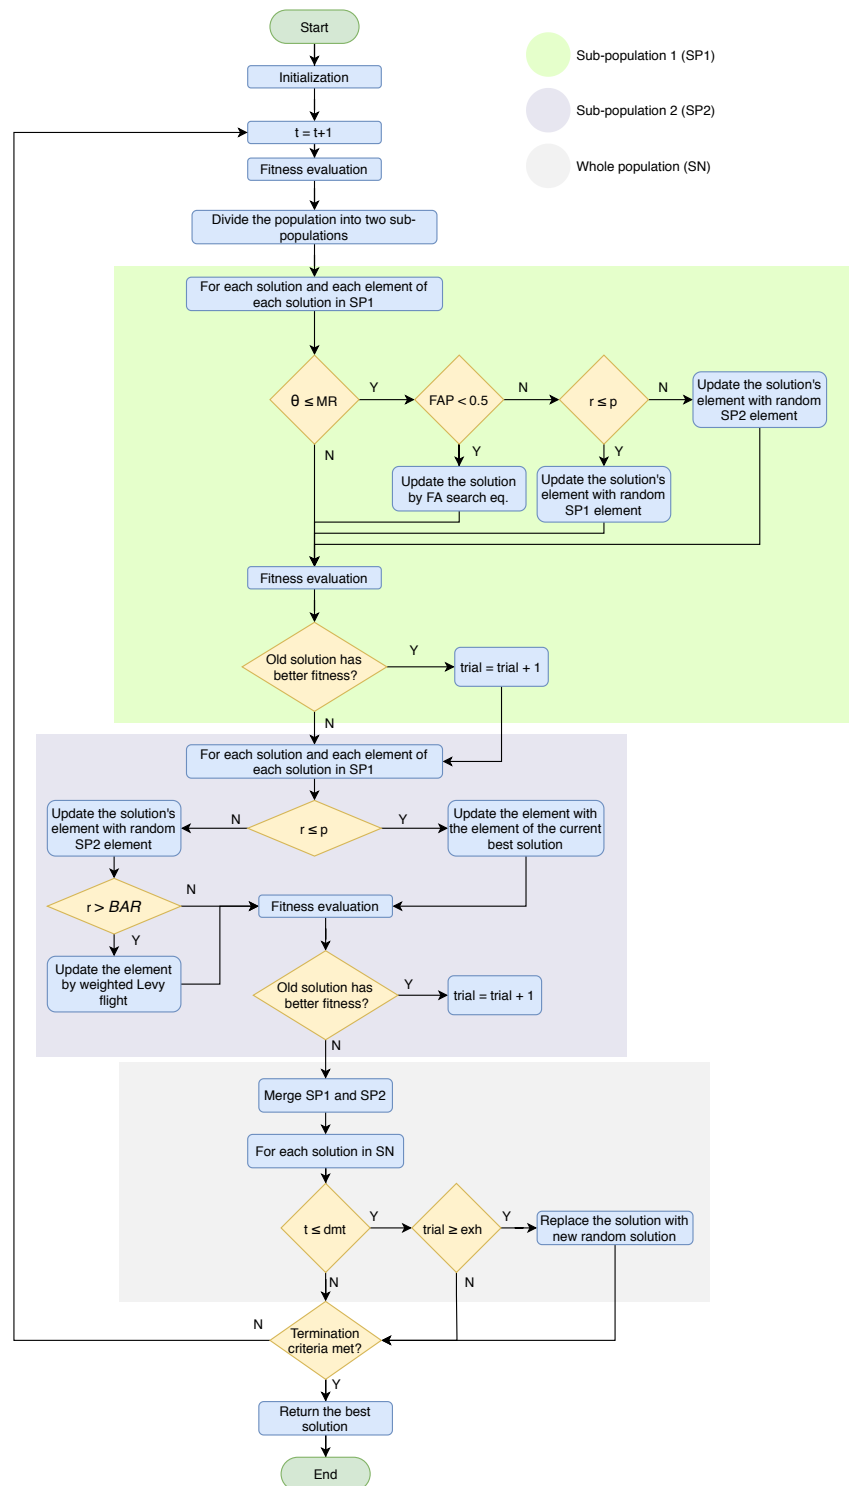 Start
Sub-population 1 (SP1)
Initialization
Sub-population 2 (SP2)
t = t+1
Whole population (SN)
Fitness evaluation
Divide the population into two sub-
populations
For each solution and each element of
each solution in SP1
θ ≤ MR
Y
FAP < 0.5
N
r ≤ p
N
Update the solution's
element with random
SP2 element
N
Y
Y
Update the solution
by FA search eq.
Update the solution's
element with random
SP1 element
Fitness evaluation
Old solution has
better fitness?
Y
trial = trial + 1
N
For each solution and each element of
each solution in SP1
Update the solution's
element with random
SP2 element
N
r ≤ p
Y
Update the element with
the element of the current
best solution
r > BAR
N
Fitness evaluation
Y
Update the element
by weighted Levy
flight
Old solution has
better fitness?
Y
trial = trial + 1
N
Merge SP1 and SP2
For each solution in SN
t ≤ dmt
Y
trial ≥ exh
Y
Replace the solution with
new random solution
N
N
N
Termination
criteria met?
Y
Return the best
solution
End